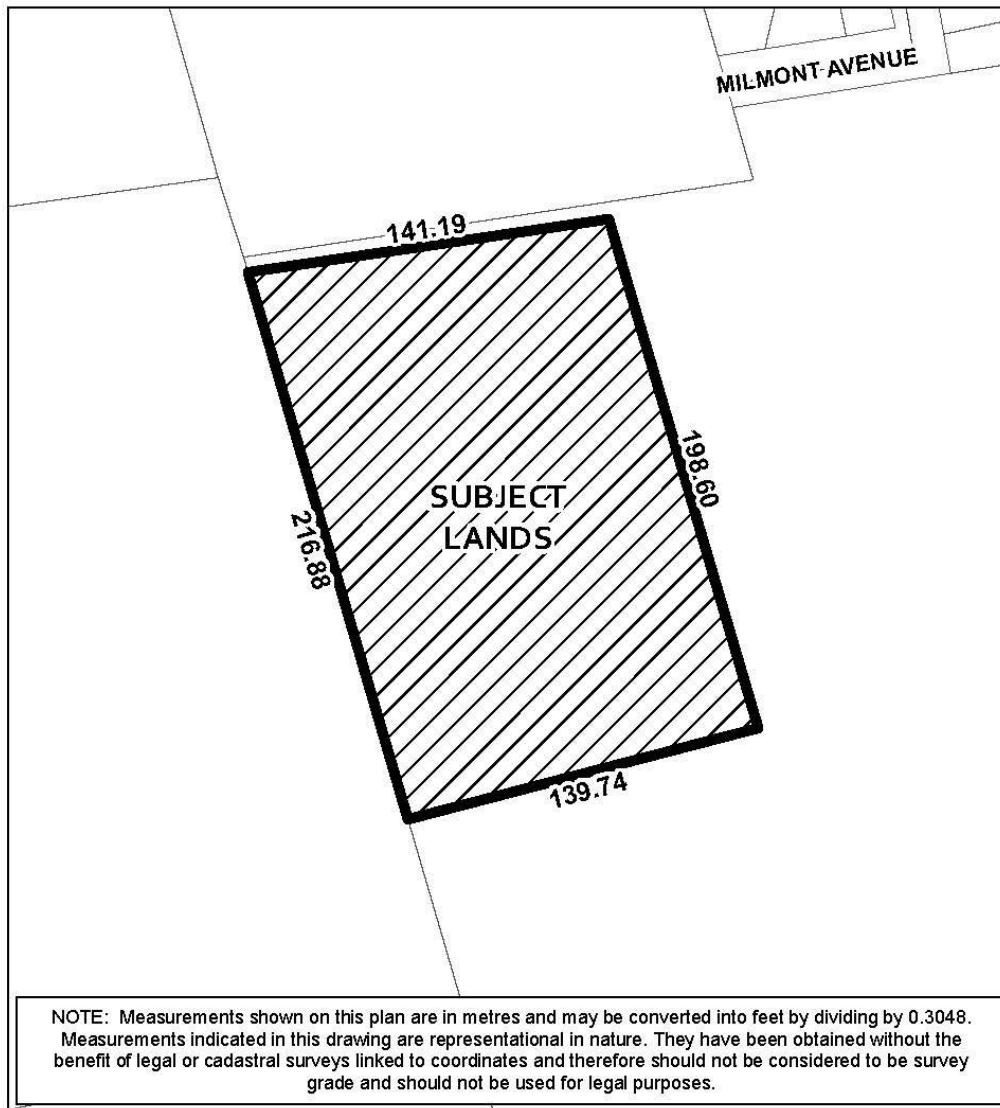 MILMONT AVENUE
141.19
198.60
SUBJECT
LANDS
216.88
139.74
NOTE: Measurements shown on this plan are in metres and may be converted into feet by dividing by 0.3048.
Measurements indicated in this drawing are representational in nature. They have been obtained without the
benefit of legal or cadastral surveys linked to coordinates and therefore should not be considered to be survey
grade and should not be used for legal purposes.